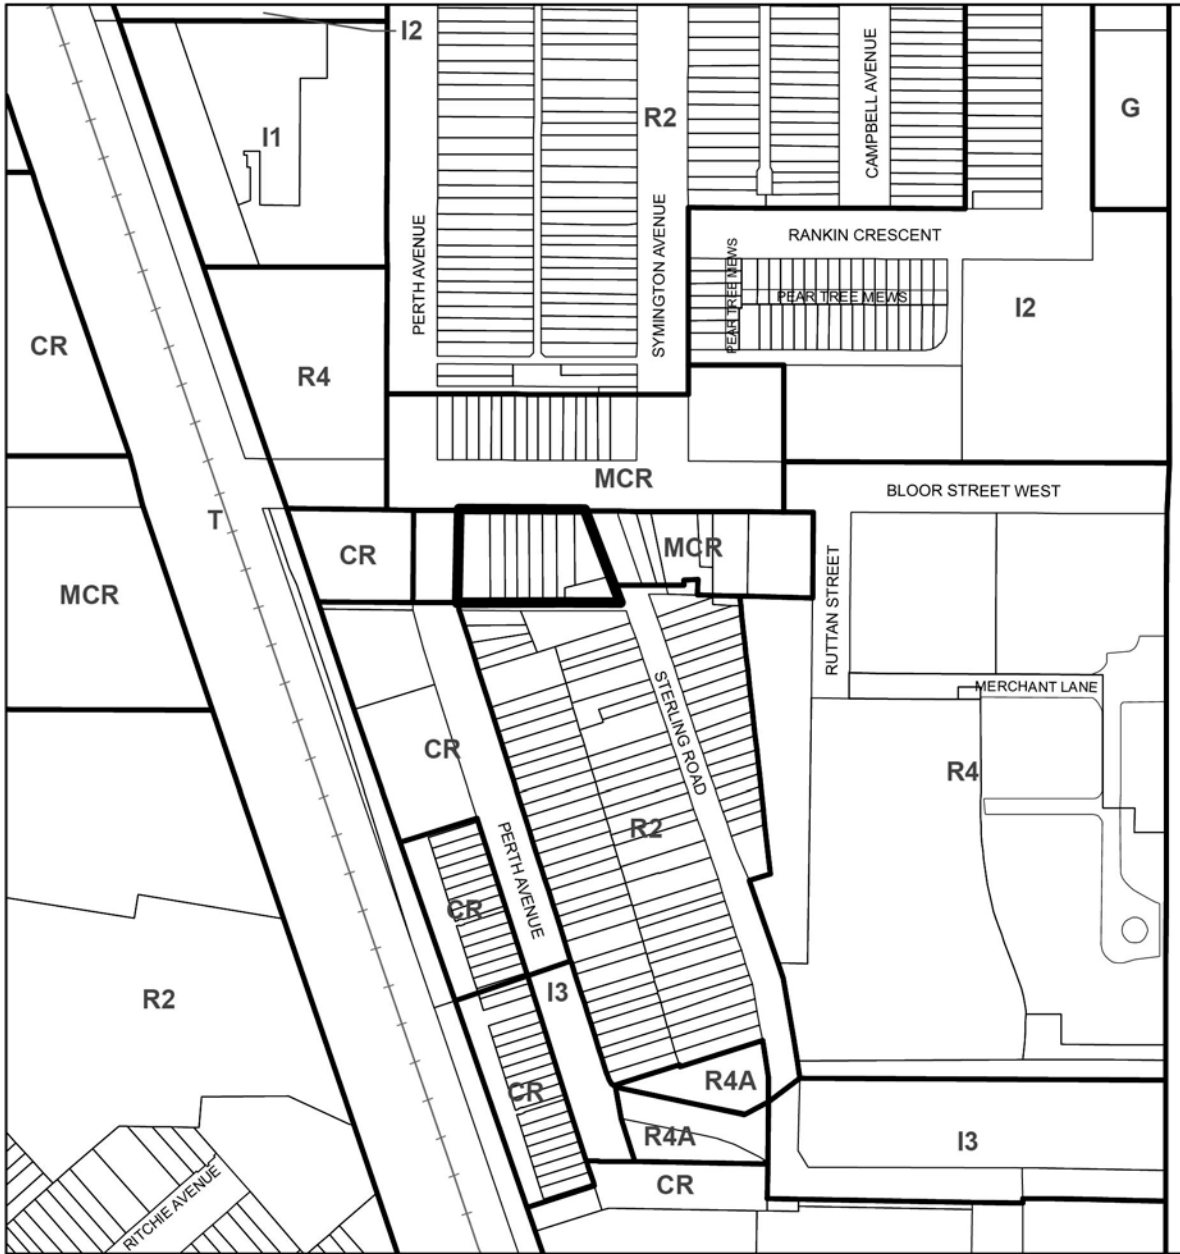 I2
G
R2
CAMPBELL AVENUE
I1
RANKIN CRESCENT
PERTH AVENUE
SYMINGTON AVENUE
PEAR TREE MEWS
PEAR TREE MEWS
I2
CR
R4
MCR
BLOOR STREET WEST
T
CR
MCR
MCR
RUTTAN STREET
MERCHANT LANE
STERLING ROAD
CR
R4
R2
PERTH AVENUE
CR
R2
I3
CR
R4A
R4A
I3
CR
RITCHIE AVENUE